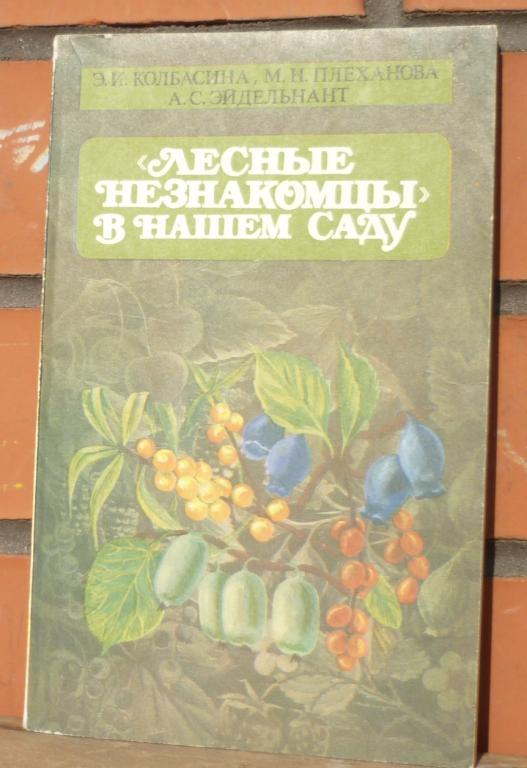 Э. И. КОЛБАСИНА, М. Н. ПЛЕХАНОВА
А. С. ЭЙДЕЛЬНАНТ
«ЛЕСНЫЕ
НЕЗНАКОМЦЫ»
В НАШЕМ САДУ